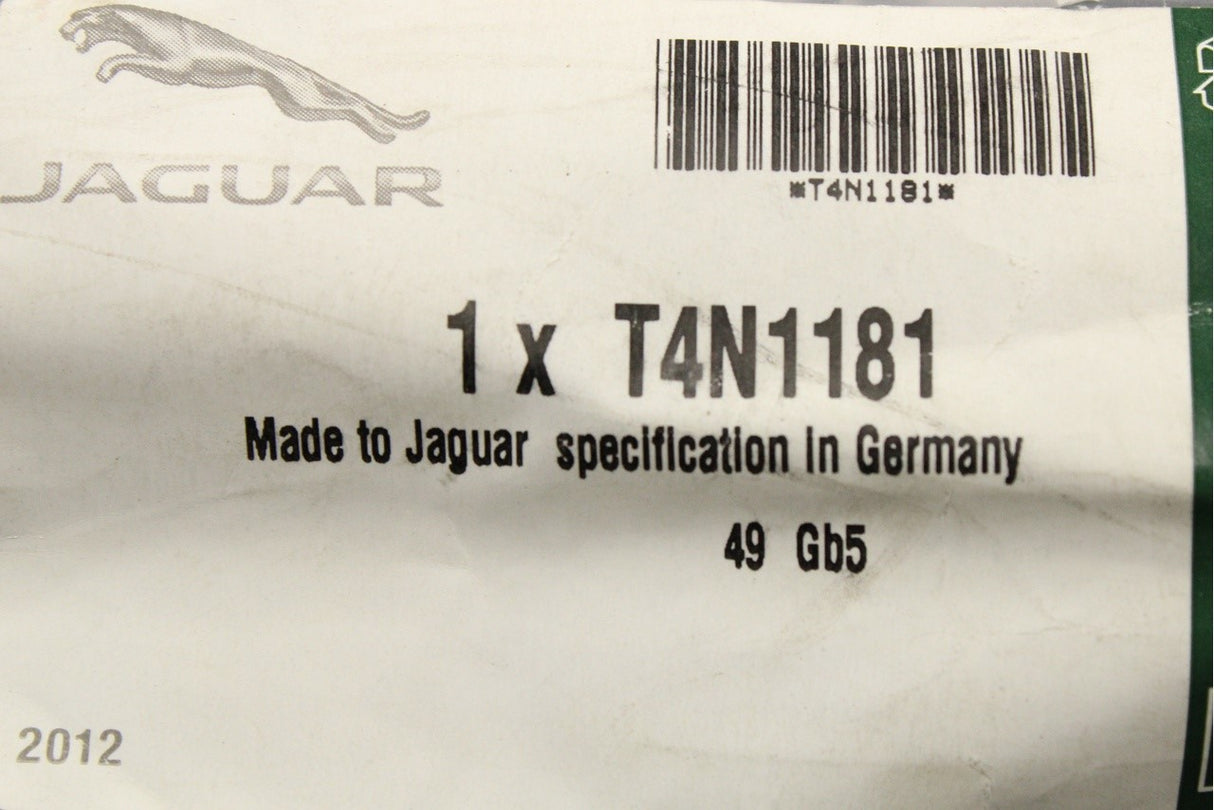 JAGUAR
*T4N1181*
1 x T4N1181
Made to Jaguar specification in Germany
49 Gb5
2012